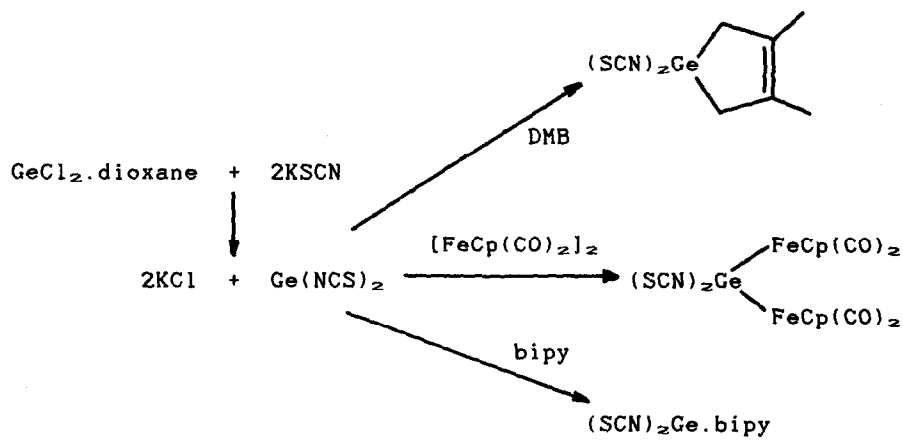 (SCN)₂Ge
DMB
GeCl₂.dioxane + 2KSCN
[FeCp(CO)₂]₂
FeCp(CO)₂
2KCl + Ge(NCS)₂
(SCN)₂Ge
FeCp(CO)₂
bipy
(SCN)₂Ge.bipy